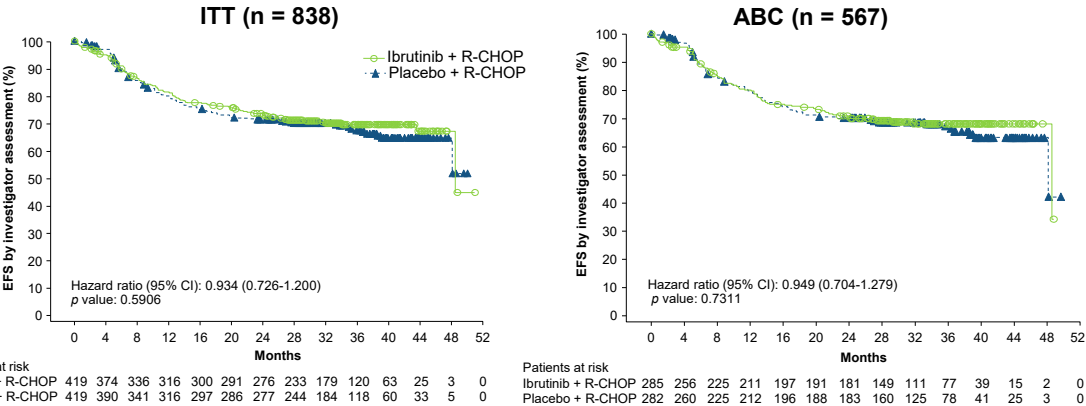 ITT (n = 838)
EFS by investigator assessment (%)
100
90
80
70
60
50
40
30
20
10
0
Ibrutinib + R-CHOP
Placebo + R-CHOP
Hazard ratio (95% CI): 0.934 (0.726-1.200)
p value: 0.5906
0 4 8 12 16 20 24 28 32 36 40 44 48 52
Months
at risk
+ R-CHOP 419 374 336 316 300 291 276 233 179 120 63 25 3 0
+ R-CHOP 419 390 341 316 297 286 277 244 184 118 60 33 5 0
ABC (n = 567)
EFS by investigator assessment (%)
100
90
80
70
60
50
40
30
20
10
0
Hazard ratio (95% CI): 0.949 (0.704-1.279)
p value: 0.7311
0 4 8 12 16 20 24 28 32 36 40 44 48 52
Months
Patients at risk
Ibrutinib + R-CHOP 285 256 225 211 197 191 181 149 111 77 39 15 2 0
Placebo + R-CHOP 282 260 225 212 196 188 183 160 125 78 41 25 3 0